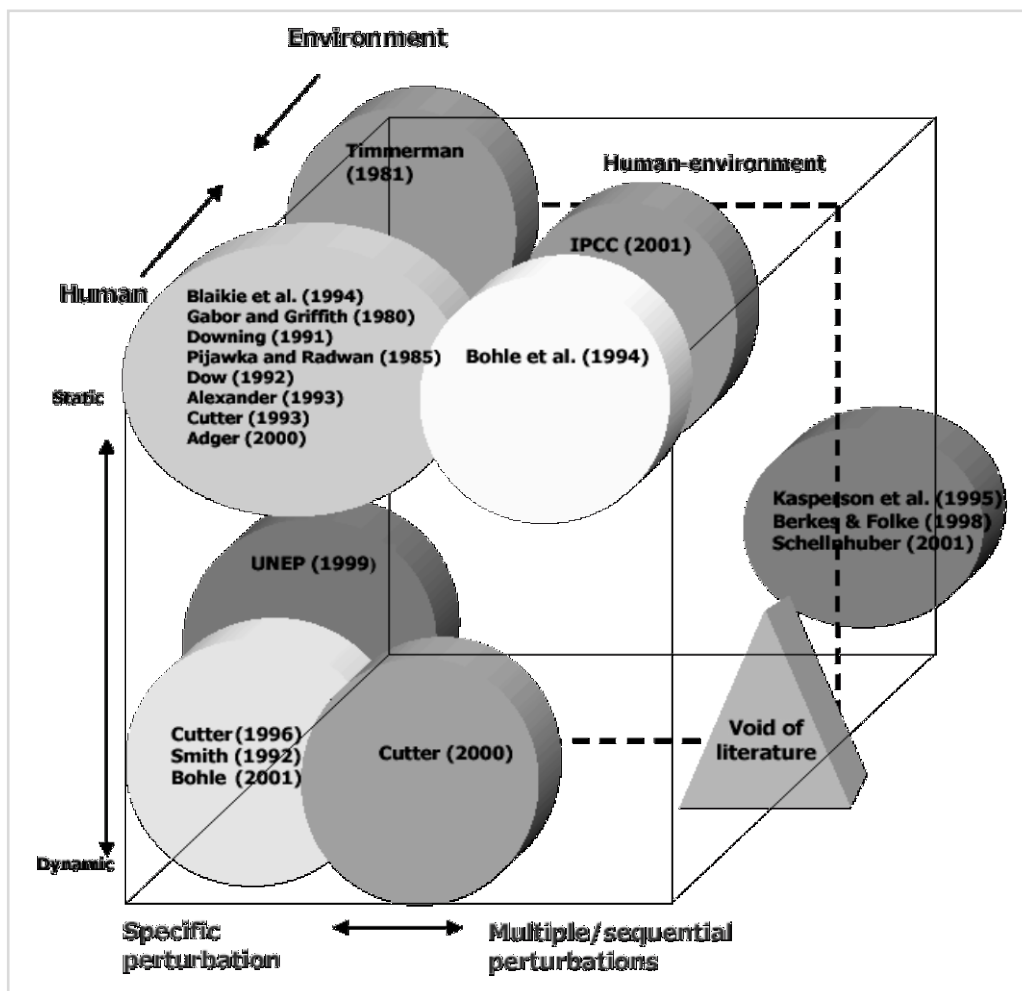 Environment
Timmerman
(1981)
Human-environment
IPCC (2001)
Human
Blaikie et al. (1994)
Gabor and Griffith (1980)
Downing (1991)
Pijawka and Radwan (1985)
Dow (1992)
Alexander (1993)
Cutter (1993)
Adger (2000)
Bohle et al. (1994)
Static
Kasperson et al. (1995)
Berkes & Folke (1998)
Schellnhuber (2001)
UNEP (1999)
Cutter (1996)
Smith (1992)
Bohle (2001)
Cutter (2000)
Void of
literature
Dynamic
Specific
perturbation
Multiple/sequential
perturbations